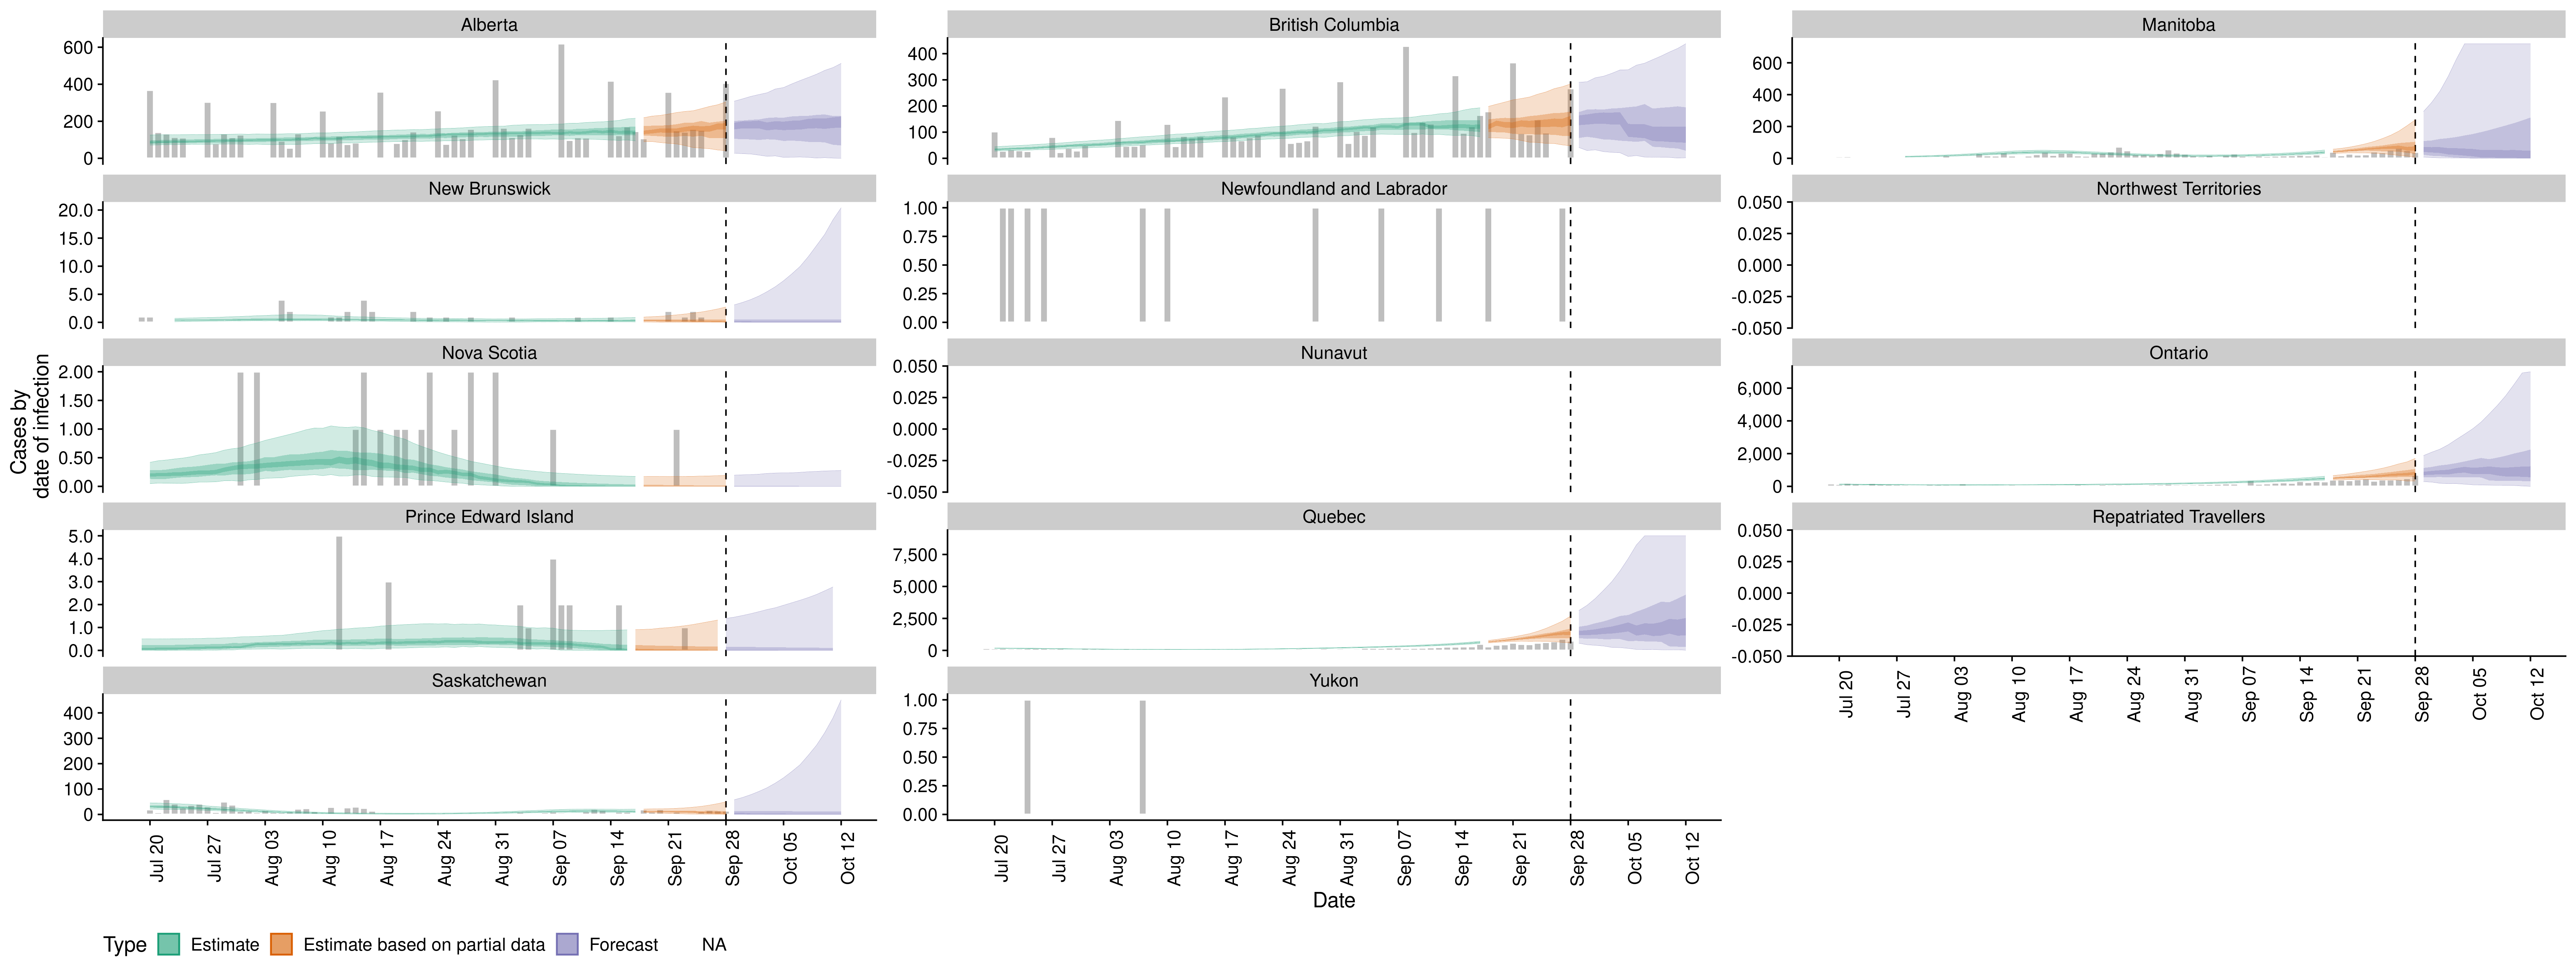 Alberta
British Columbia
Manitoba
600
400
200
0
400
300
200
100
0
600
400
200
0
New Brunswick
Newfoundland and Labrador
Northwest Territories
20.0
15.0
10.0
5.0
0.0
1.00
0.75
0.50
0.25
0.00
0.050
0.025
0.000
-0.025
-0.050
Nova Scotia
Nunavut
Ontario
2.00
1.50
1.00
0.50
0.00
0.050
0.025
0.000
-0.025
-0.050
6,000
4,000
2,000
0
Cases by
date of infection
Prince Edward Island
Quebec
Repatriated Travellers
5.0
4.0
3.0
2.0
1.0
0.0
7,500
5,000
2,500
0
0.050
0.025
0.000
-0.025
-0.050
Jul 20
Jul 27
Aug 03
Aug 10
Aug 17
Aug 24
Aug 31
Sep 07
Sep 14
Sep 21
Sep 28
Oct 05
Oct 12
Saskatchewan
Yukon
400
300
200
100
0
1.00
0.75
0.50
0.25
0.00
Jul 20
Jul 27
Aug 03
Aug 10
Aug 17
Aug 24
Aug 31
Sep 07
Sep 14
Sep 21
Sep 28
Oct 05
Oct 12
Jul 20
Jul 27
Aug 03
Aug 10
Aug 17
Aug 24
Aug 31
Sep 07
Sep 14
Sep 21
Sep 28
Oct 05
Oct 12
Date
Type Estimate Estimate based on partial data Forecast NA